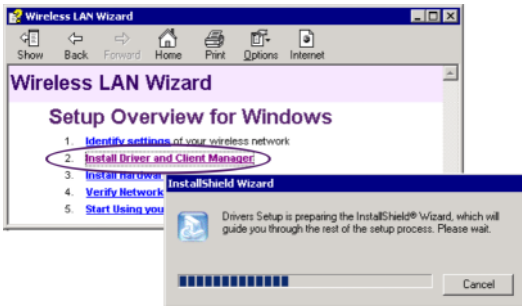 Wireless LAN Wizard
Show Back Forward Home Print Options Internet
Wireless LAN Wizard
Setup Overview for Windows
1. Identify settings of your wireless network
2. Install Driver and Client Manager
3. Install Hardwar
4. Verify Network
5. Start Using you
InstallShield Wizard
Drivers Setup is preparing the InstallShield® Wizard, which will
guide you through the rest of the setup process. Please wait.
Cancel